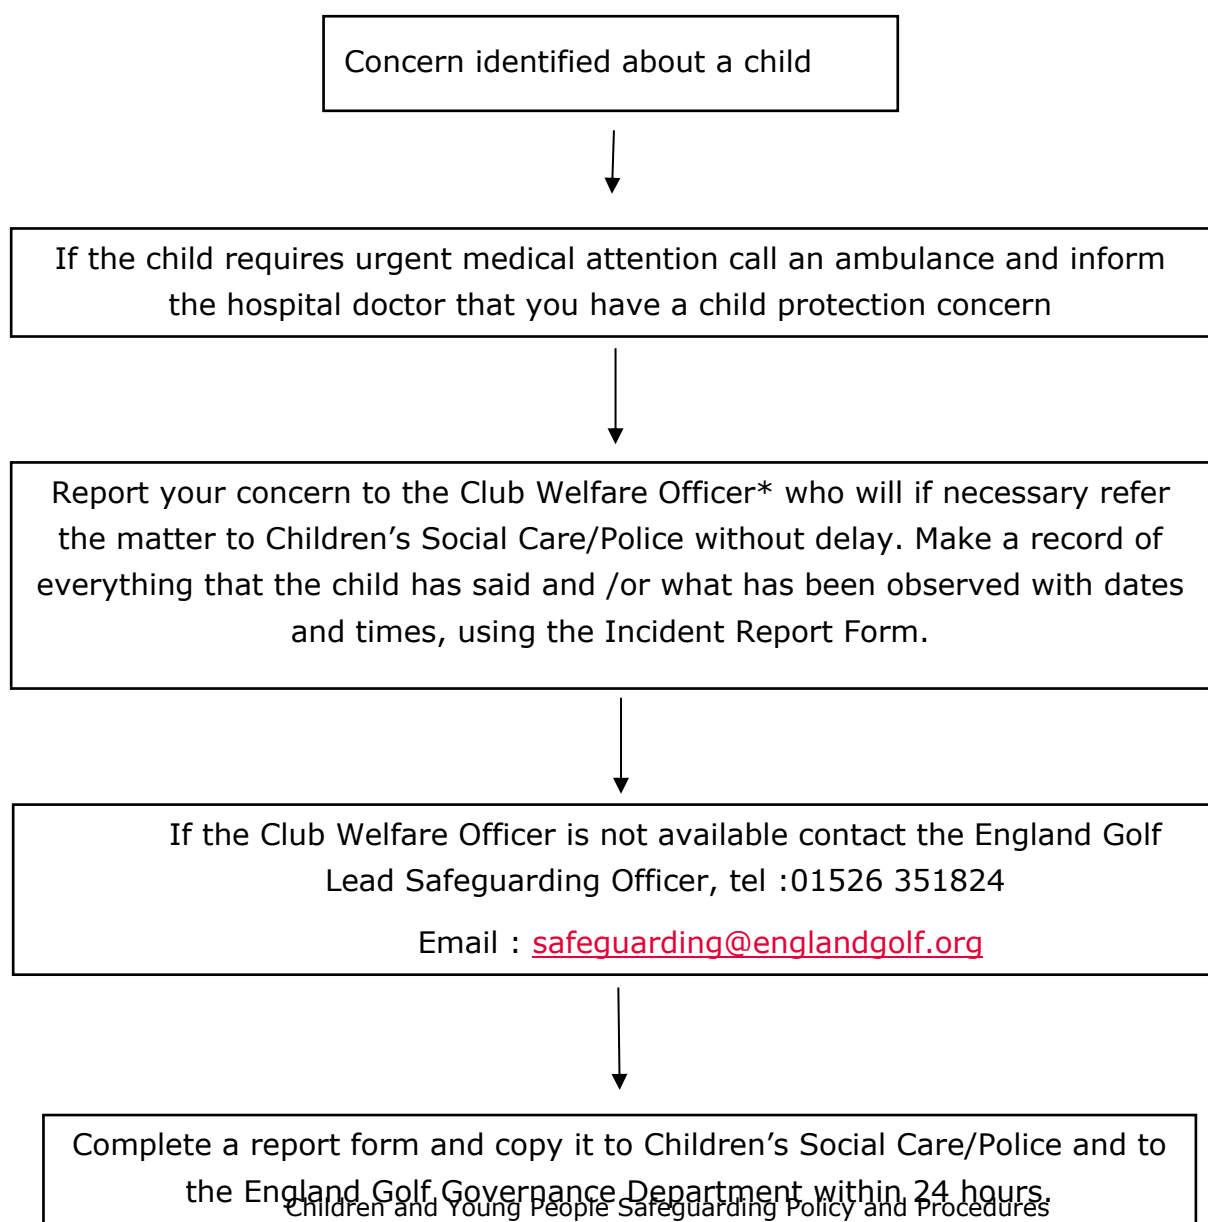 Concern identified about a child
If the child requires urgent medical attention call an ambulance and inform
the hospital doctor that you have a child protection concern
Report your concern to the Club Welfare Officer* who will if necessary refer
the matter to Children’s Social Care/Police without delay. Make a record of
everything that the child has said and /or what has been observed with dates
and times, using the Incident Report Form.
If the Club Welfare Officer is not available contact the England Golf
Lead Safeguarding Officer, tel :01526 351824
Email : safeguarding@englandgolf.org
Complete a report form and copy it to Children’s Social Care/Police and to
the England Golf Governance Department within 24 hours.
Children and Young People Safeguarding Policy and Procedures